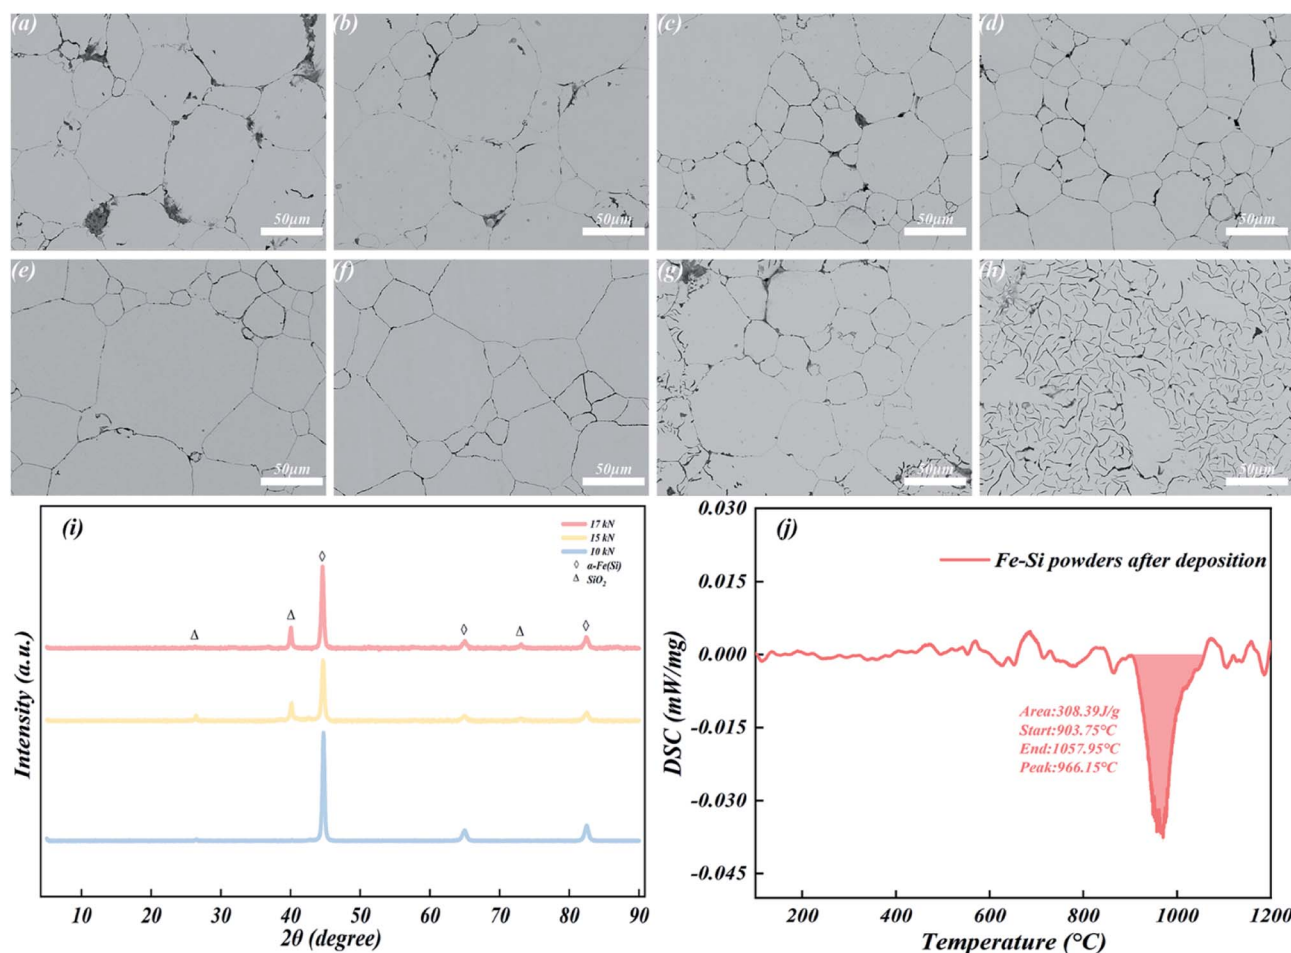 (a)
(b)
(c)
(d)
50μm
50μm
50μm
50μm
(e)
(f)
(g)
(h)
50μm
50μm
50μm
50μm
(i)
17 kN
15 kN
10 kN
◊ α-Fe(Si)
Δ SiO₂
Intensity (a. u.)
10 20 30 40 50 60 70 80 90
2θ (degree)
(j)
Fe-Si powders after deposition
0.030
0.015
0.000
-0.015
-0.030
-0.045
DSC (mW/mg)
Area:308.39J/g
Start:903.75°C
End:1057.95°C
Peak:966.15°C
200 400 600 800 1000 1200
Temperature (°C)